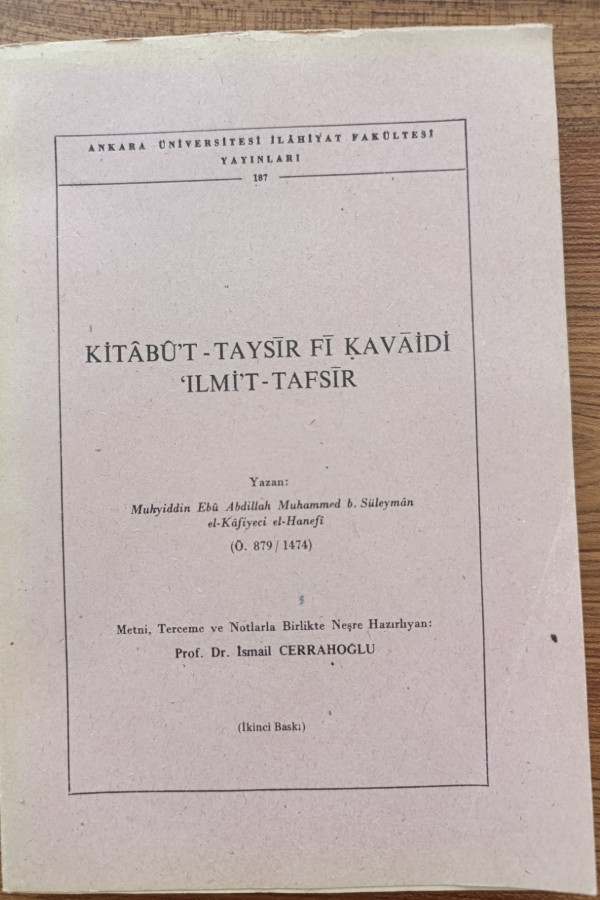 ANKARA ÜNİVERSİTESİ İLÂHİYAT FAKÜLTESİ
YAYINLARI
187
KİTÂBÛ'T-TAYSĪR FĪ ḲAVĀİDİ
‘İLMİ'T-TAFSĪR
Yazan:
Muhyiddin Ebû Abdillah Muhammed b. Süleymân
el-Kâfiyeci el-Hanefî
(Ö. 879/1474)
Metni, Terceme ve Notlarla Birlikte Neşre Hazırlıyan:
Prof. Dr. İsmail CERRAHOĞLU
(İkinci Baskı)